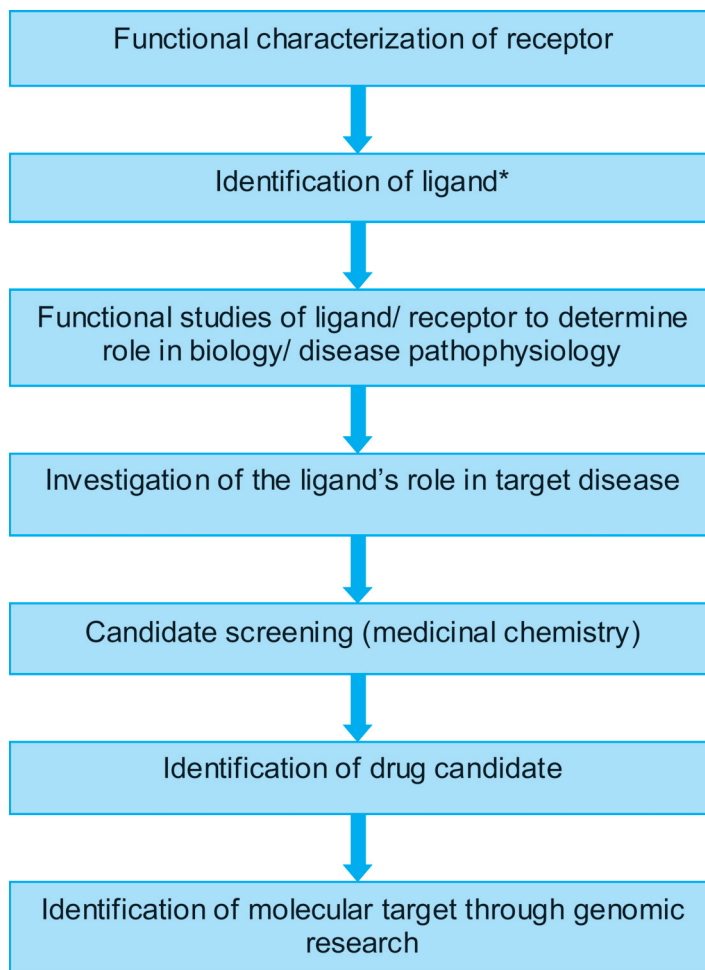 Functional characterization of receptor
Identification of ligand*
Functional studies of ligand/ receptor to determine
role in biology/ disease pathophysiology
Investigation of the ligand’s role in target disease
Candidate screening (medicinal chemistry)
Identification of drug candidate
Identification of molecular target through genomic
research